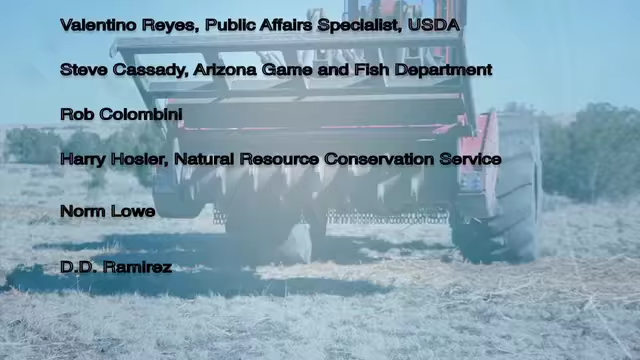 Valentino Reyes, Public Affairs Specialist, USDA
Steve Cassady, Arizona Game and Fish Department
Rob Colombini
Harry Hosler, Natural Resource Conservation Service
Norm Lowe
D.D. Ramirez